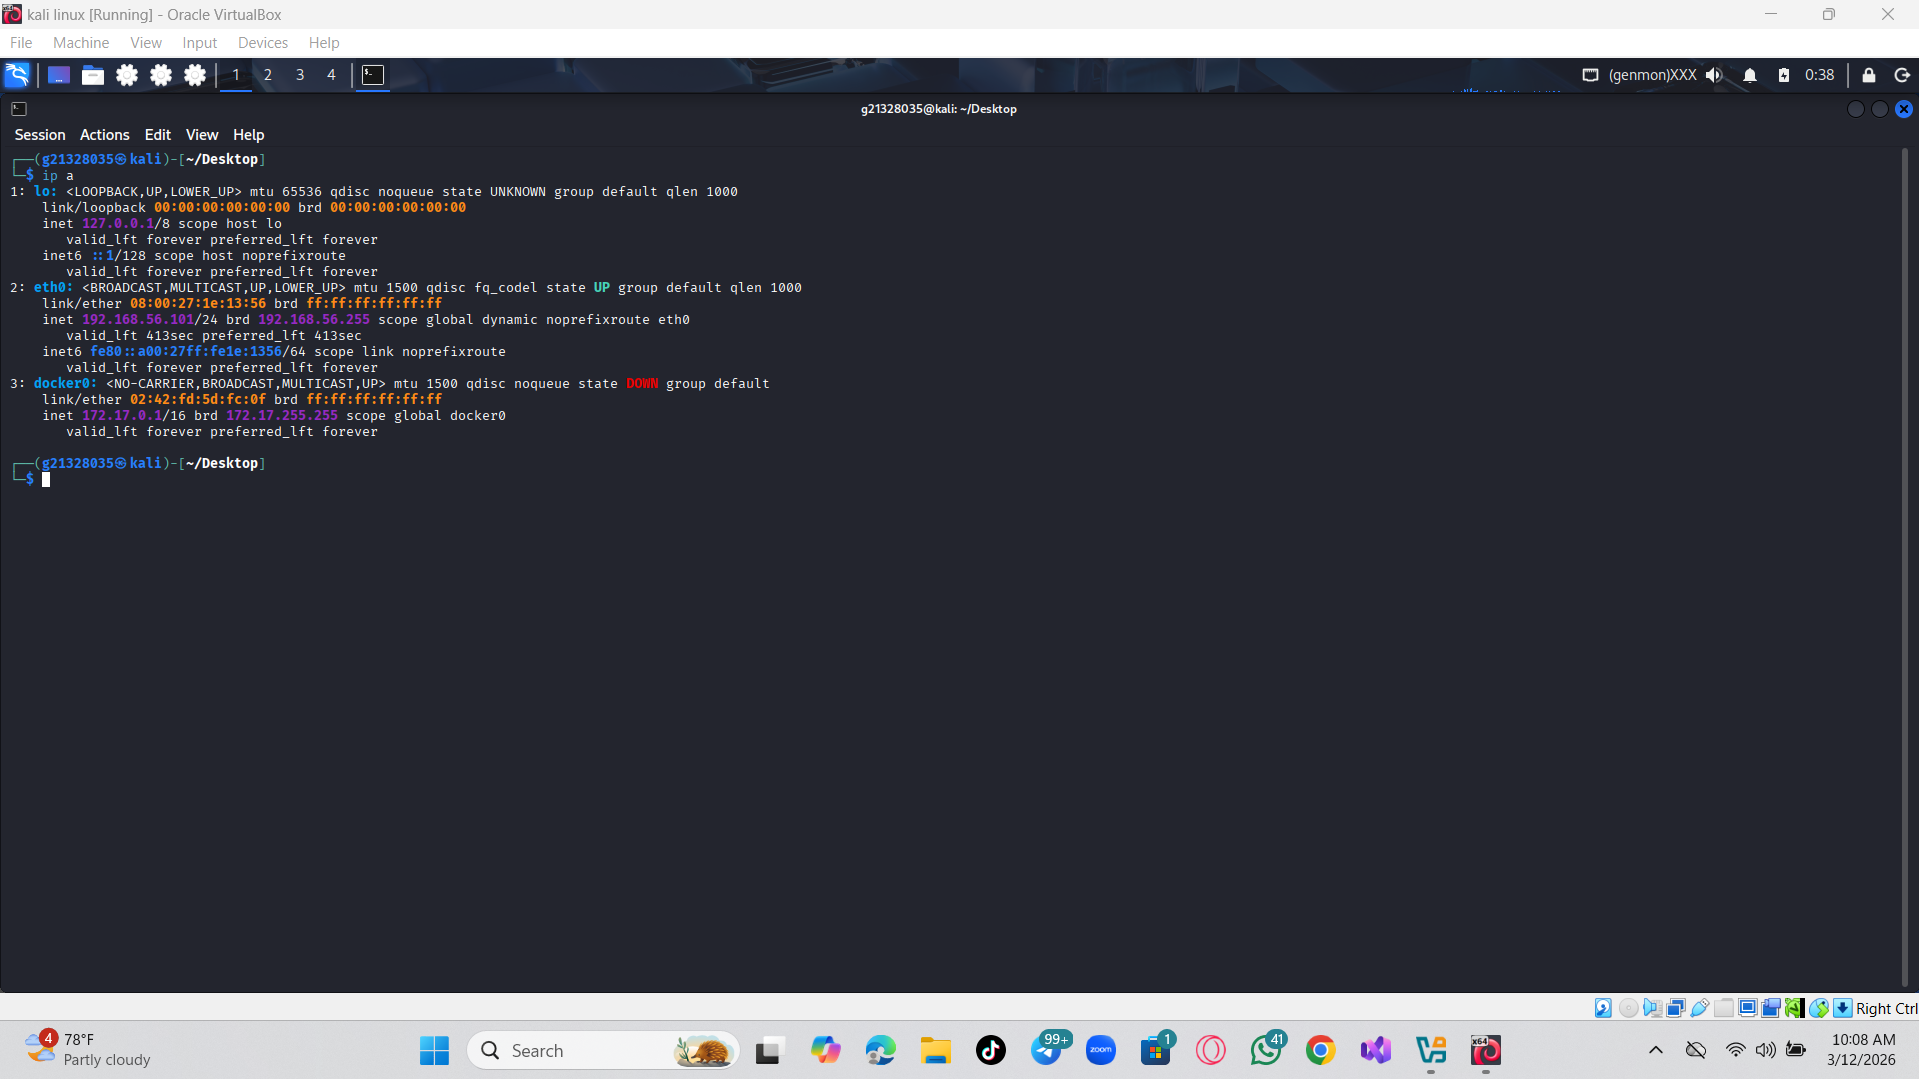 kali linux [Running] - Oracle VirtualBox
File Machine View Input Devices Help
1 2 3 4 (genmon)XXX 0:38
g21328035@kali: ~/Desktop
Session Actions Edit View Help
┌──(g21328035㉿kali)-[~/Desktop]
└─$ ip a
1: lo: <LOOPBACK,UP,LOWER_UP> mtu 65536 qdisc noqueue state UNKNOWN group default qlen 1000
    link/loopback 00:00:00:00:00:00 brd 00:00:00:00:00:00
    inet 127.0.0.1/8 scope host lo
       valid_lft forever preferred_lft forever
    inet6 ::1/128 scope host noprefixroute
       valid_lft forever preferred_lft forever
2: eth0: <BROADCAST,MULTICAST,UP,LOWER_UP> mtu 1500 qdisc fq_codel state UP group default qlen 1000
    link/ether 08:00:27:1e:13:56 brd ff:ff:ff:ff:ff:ff
    inet 192.168.56.101/24 brd 192.168.56.255 scope global dynamic noprefixroute eth0
       valid_lft 413sec preferred_lft 413sec
    inet6 fe80::a00:27ff:fe1e:1356/64 scope link noprefixroute
       valid_lft forever preferred_lft forever
3: docker0: <NO-CARRIER,BROADCAST,MULTICAST,UP> mtu 1500 qdisc noqueue state DOWN group default
    link/ether 02:42:fd:5d:fc:0f brd ff:ff:ff:ff:ff:ff
    inet 172.17.0.1/16 brd 172.17.255.255 scope global docker0
       valid_lft forever preferred_lft forever
┌──(g21328035㉿kali)-[~/Desktop]
└─$
Right Ctrl
4 78°F
Partly cloudy
Search
99+
zoom
1
41
X64
10:08 AM
3/12/2026